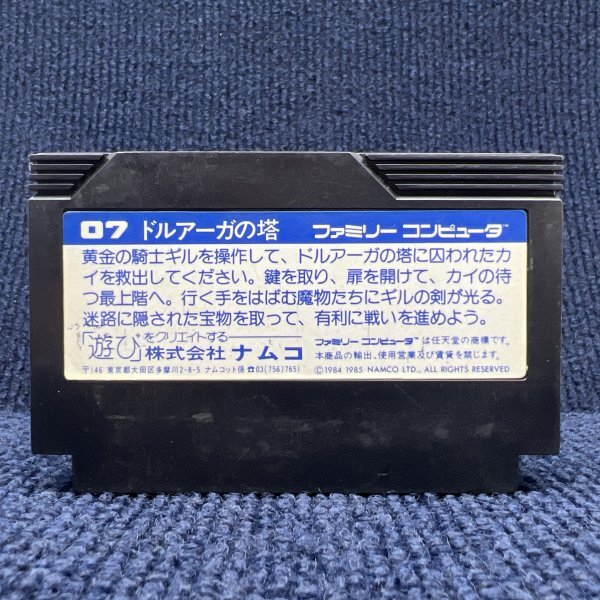 07 ドルアーガの塔 ファミリー コンピュータ™
黄金の騎士ギルを操作して、ドルアーガの塔に囚われたカ
イを救出してください。鍵を取り、扉を開けて、カイの待
つ最上階へ。行く手をはばむ魔物たちにギルの剣が光る。
迷路に隠された宝物を取って、有利に戦いを進めよう。
「遊び」をクリエイトする
株式会社 ナムコ
〒146 東京都大田区多摩川2-8-5 ナムコット係☎03(756)7651
ファミリー コンピュータ™ は任天堂の商標です。
本商品の輸出、使用営業及び賃貸を禁じます。
©1984 1985 NAMCO LTD., ALL RIGHTS RESERVED